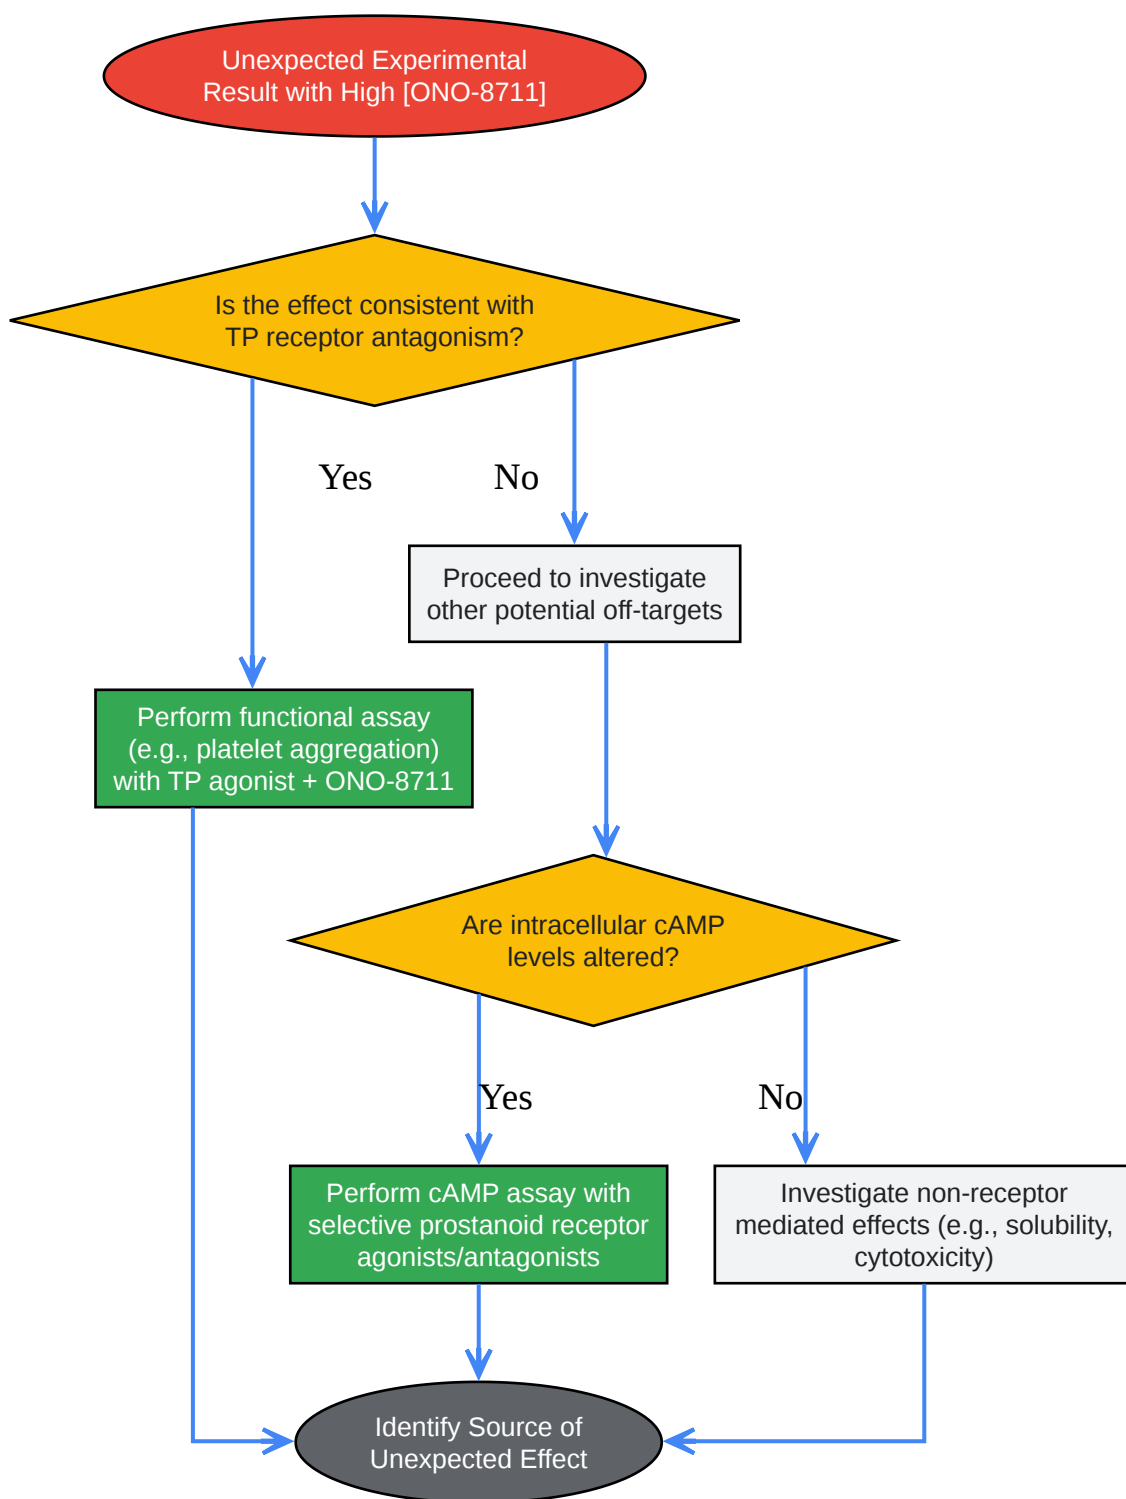 Unexpected Experimental
Result with High [ONO-8711]
Is the effect consistent with
TP receptor antagonism?
Yes
No
Proceed to investigate
other potential off-targets
Perform functional assay
(e.g., platelet aggregation)
with TP agonist + ONO-8711
Are intracellular cAMP
levels altered?
Yes
No
Perform cAMP assay with
selective prostanoid receptor
agonists/antagonists
Investigate non-receptor
mediated effects (e.g., solubility,
cytotoxicity)
Identify Source of
Unexpected Effect